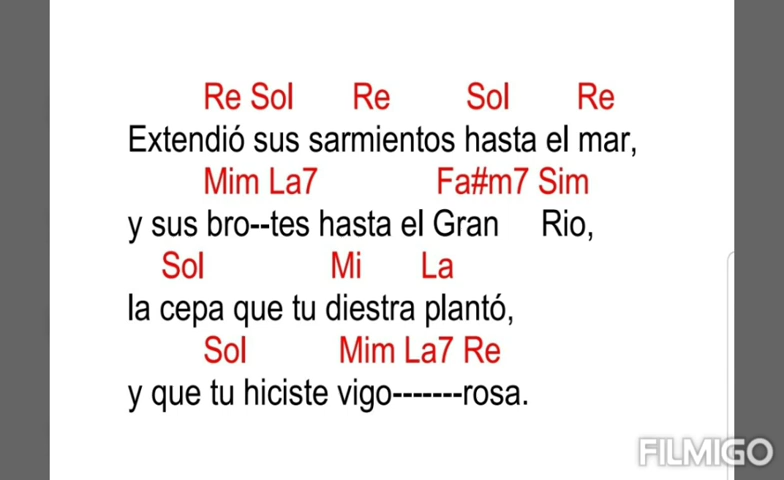 Re Sol Re Sol Re
Extendió sus sarmientos hasta el mar,
Mim La7 Fa#m7 Sim
y sus bro--tes hasta el Gran Rio,
Sol Mi La
la cepa que tu diestra plantó,
Sol Mim La7 Re
y que tu hiciste vigo-------rosa.
FILMIGO